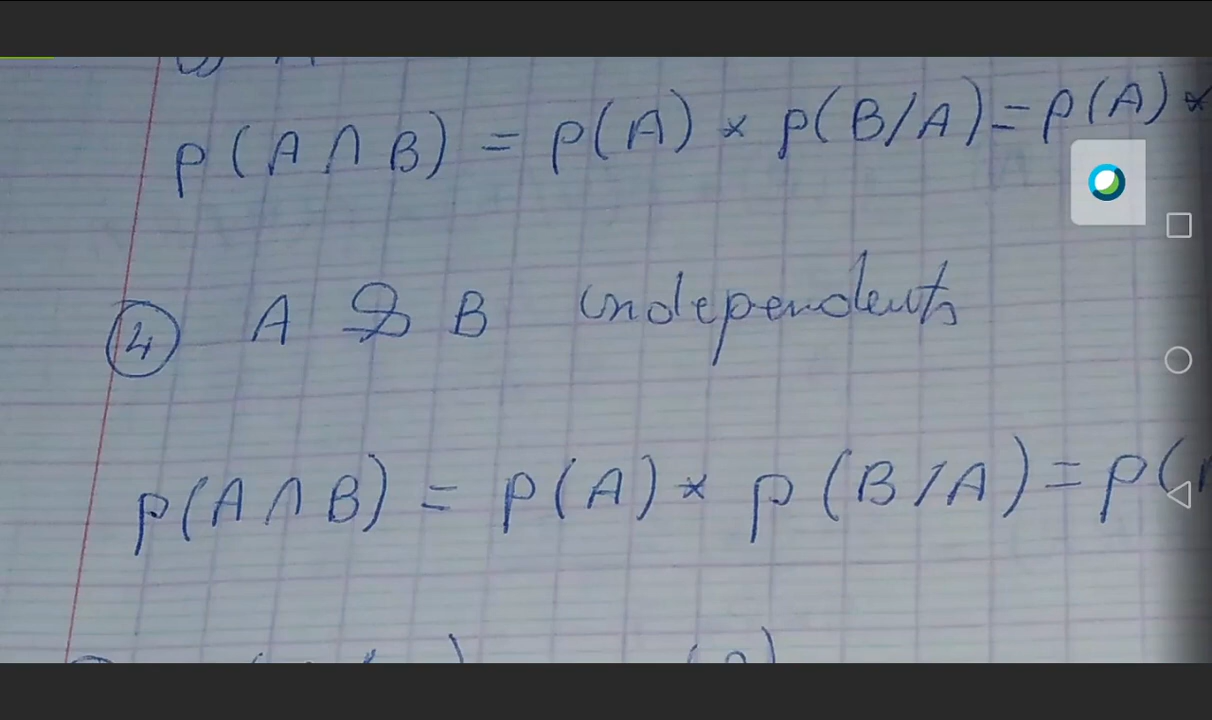 p(A ∩ B) = p(A) * p(B/A) = p(A) *
④ A & B independents
p(A ∩ B) = p(A) * p(B/A) = p(